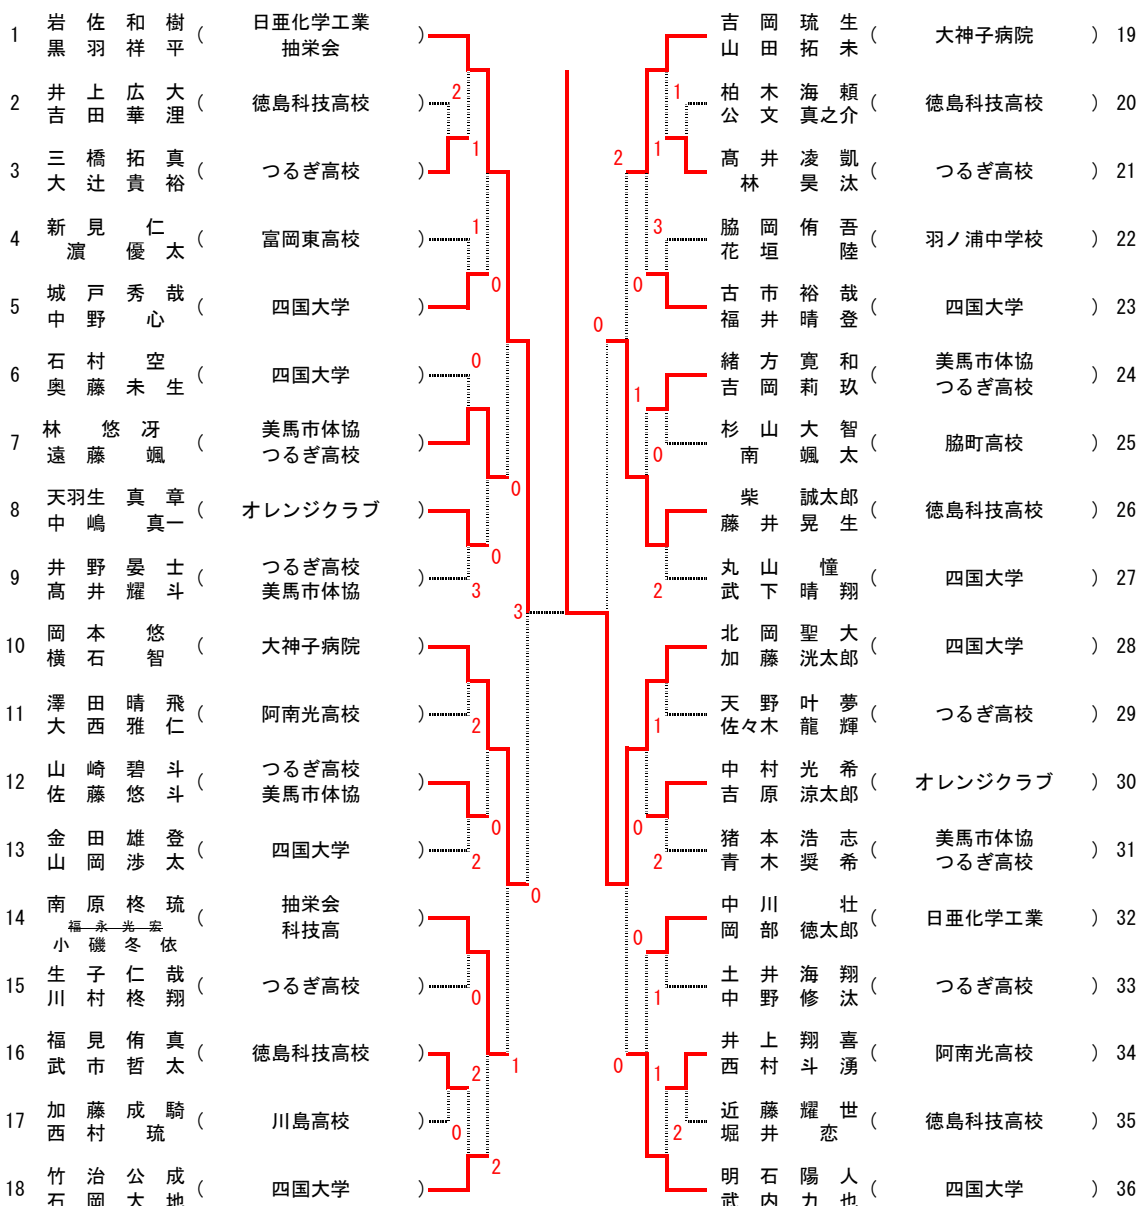 1 岩佐和樹 黒羽祥平 ( 日亜化学工業 抽栄会 )
2 井上広大 吉田華浬 ( 徳島科技高校 )
3 三橋拓真 大辻貴裕 ( つるぎ高校 )
4 新見仁 濵優太 ( 富岡東高校 )
5 城戸秀哉 中野心 ( 四国大学 )
6 石村空 奥藤未生 ( 四国大学 )
7 林悠冴 遠藤颯 ( 美馬市体協 つるぎ高校 )
8 天羽生真章 中嶋真一 ( オレンジクラブ )
9 井野晏士 髙井耀斗 ( つるぎ高校 美馬市体協 )
10 岡本悠 横石智 ( 大神子病院 )
11 澤田晴飛 大西雅仁 ( 阿南光高校 )
12 山崎碧斗 佐藤悠斗 ( つるぎ高校 美馬市体協 )
13 金田雄登 山岡渉太 ( 四国大学 )
14 南原柊琉 福永光宏 小磯冬依 ( 抽栄会 科技高 )
15 生子仁哉 川村柊翔 ( つるぎ高校 )
16 福見侑真 武市哲太 ( 徳島科技高校 )
17 加藤成騎 西村琉 ( 川島高校 )
18 竹治公成 石岡大地 ( 四国大学 )
2
1
1
0
0
0
0
3
3
2
0
2
0
0
2
1
0
2
吉岡琉生 山田拓未 ( 大神子病院 ) 19
柏木海頼 公文真之介 ( 徳島科技高校 ) 20
髙井凌凱 林昊汰 ( つるぎ高校 ) 21
脇岡侑吾 花垣陸 ( 羽ノ浦中学校 ) 22
古市裕哉 福井晴登 ( 四国大学 ) 23
緒方寛和 吉岡莉玖 ( 美馬市体協 つるぎ高校 ) 24
杉山大智 南颯太 ( 脇町高校 ) 25
柴誠太郎 藤井晃生 ( 徳島科技高校 ) 26
丸山憧 武下晴翔 ( 四国大学 ) 27
北岡聖大 加藤洸太郎 ( 四国大学 ) 28
天野叶夢 佐々木龍輝 ( つるぎ高校 ) 29
中村光希 吉原涼太郎 ( オレンジクラブ ) 30
猪本浩志 青木奨希 ( 美馬市体協 つるぎ高校 ) 31
中川壮 岡部徳太郎 ( 日亜化学工業 ) 32
土井海翔 中野修汰 ( つるぎ高校 ) 33
井上翔喜 西村斗湧 ( 阿南光高校 ) 34
近藤耀世 堀井恋 ( 徳島科技高校 ) 35
明石陽人 武内力也 ( 四国大学 ) 36
1
1
2
3
0
0
1
0
2
1
0
2
0
1
0
1
2